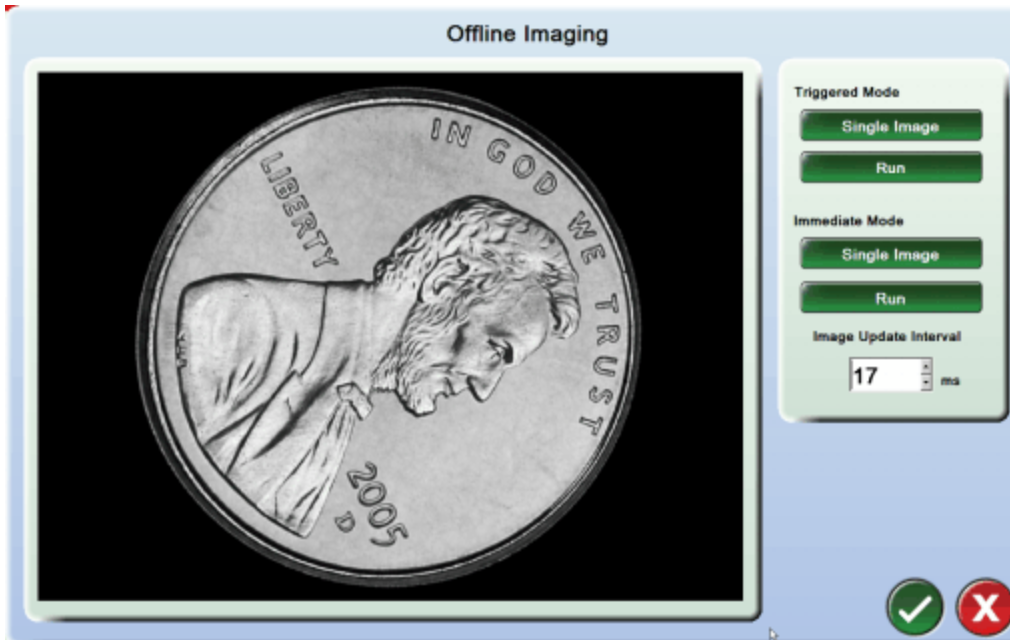 Offline Imaging
IN GOD WE TRUST
LIBERTY
2005
D
Triggered Mode
Single Image
Run
Immediate Mode
Single Image
Run
Image Update Interval
17 ms